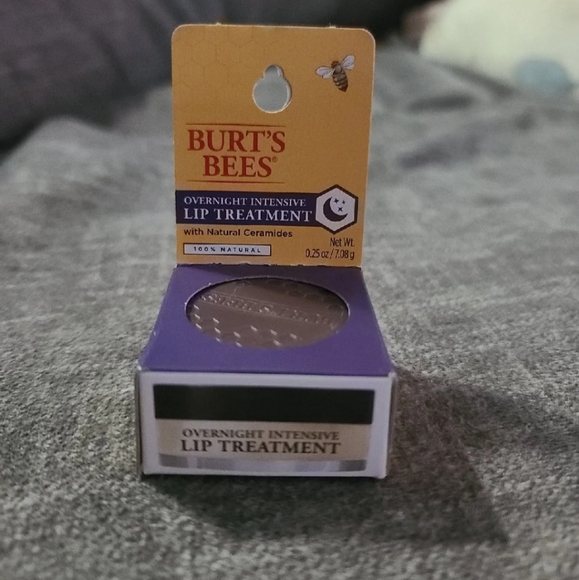 BURT'S
BEES®
OVERNIGHT INTENSIVE
LIP TREATMENT
with Natural Ceramides
100% NATURAL
Net Wt.
0.25 oz / 7.08 g
OVERNIGHT INTENSIVE
LIP TREATMENT